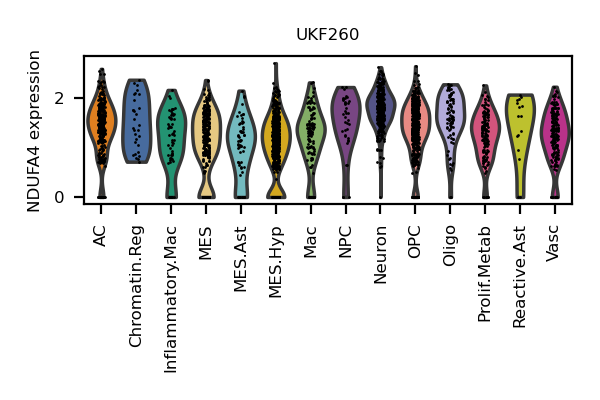 UKF260
NDUFA4 expression
2
0
AC
Chromatin.Reg
Inflammatory.Mac
MES
MES.Ast
MES.Hyp
Mac
NPC
Neuron
OPC
Oligo
Prolif.Metab
Reactive.Ast
Vasc